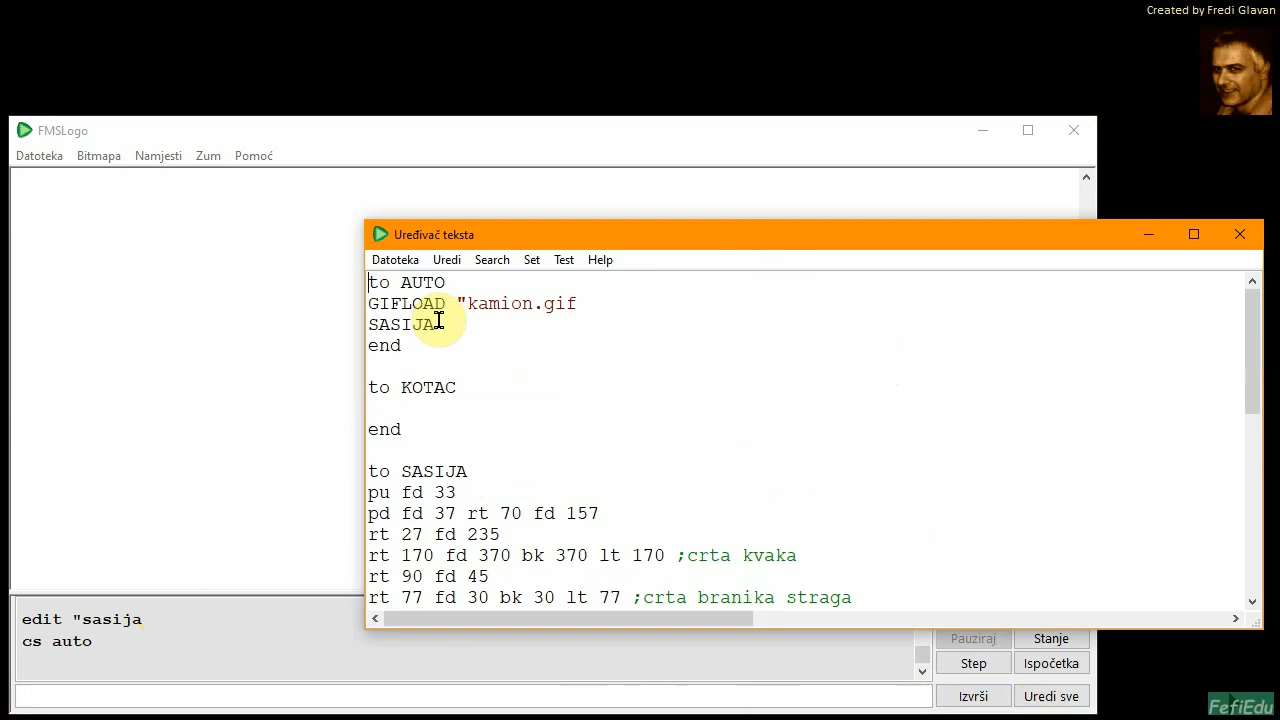 Created by Fredi Glavan
FMSLogo
Datoteka Bitmapa Namjesti Zum Pomoć
Uređivač teksta
Datoteka Uredi Search Set Test Help
to AUTO
GIFLOAD "kamion.gif
SASIJA
end
to KOTAC
end
to SASIJA
pu fd 33
pd fd 37 rt 70 fd 157
rt 27 fd 235
rt 170 fd 370 bk 370 lt 170 ;crta kvaka
rt 90 fd 45
rt 77 fd 30 bk 30 lt 77 ;crta branika straga
edit "sasija
cs auto
Pauziraj Stanje
Step Ispočetka
Izvrši Uredi sve
FefiEdu